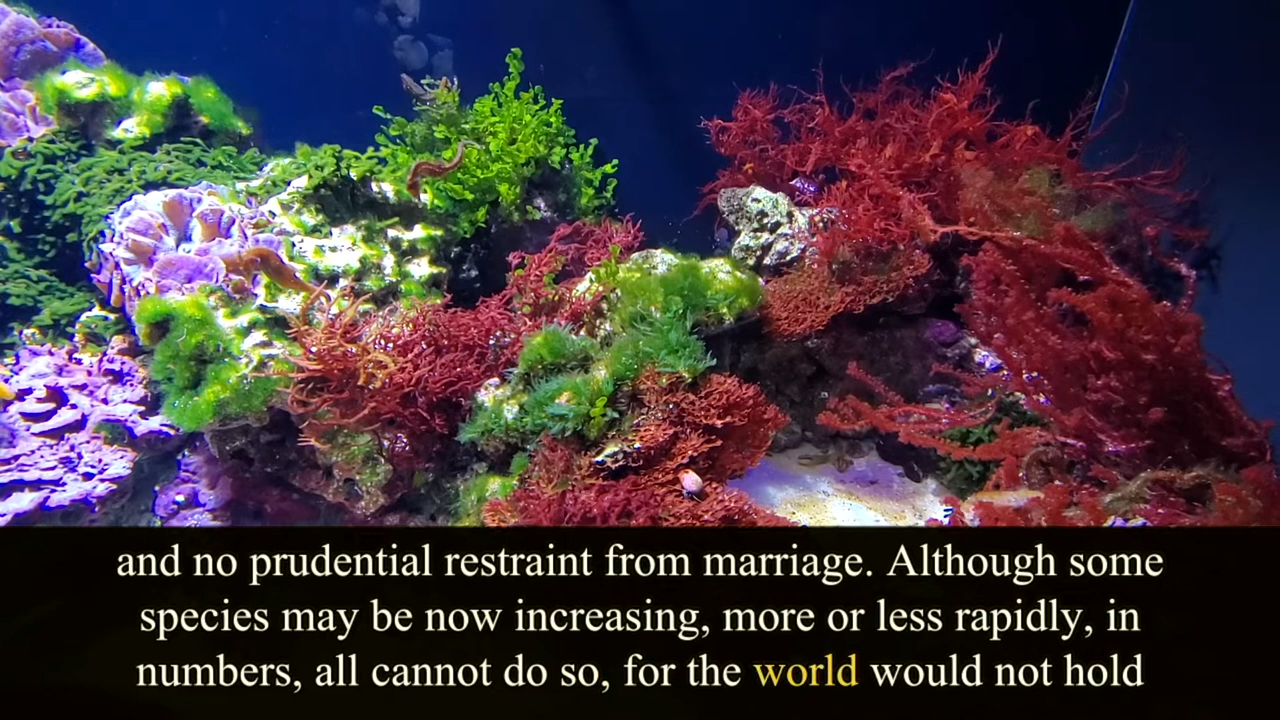 and no prudential restraint from marriage. Although some
species may be now increasing, more or less rapidly, in
numbers, all cannot do so, for the world would not hold